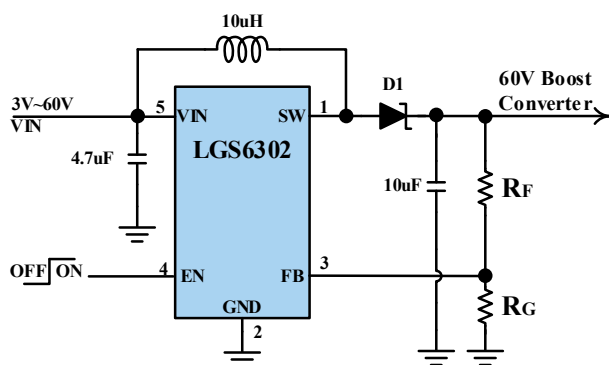 10uH
D1
60V Boost
Converter
3V~60V
VIN
5
VIN
SW
1
LGS6302
4.7uF
10uF
RF
OFF ON
4
EN
FB
3
GND
2
RG